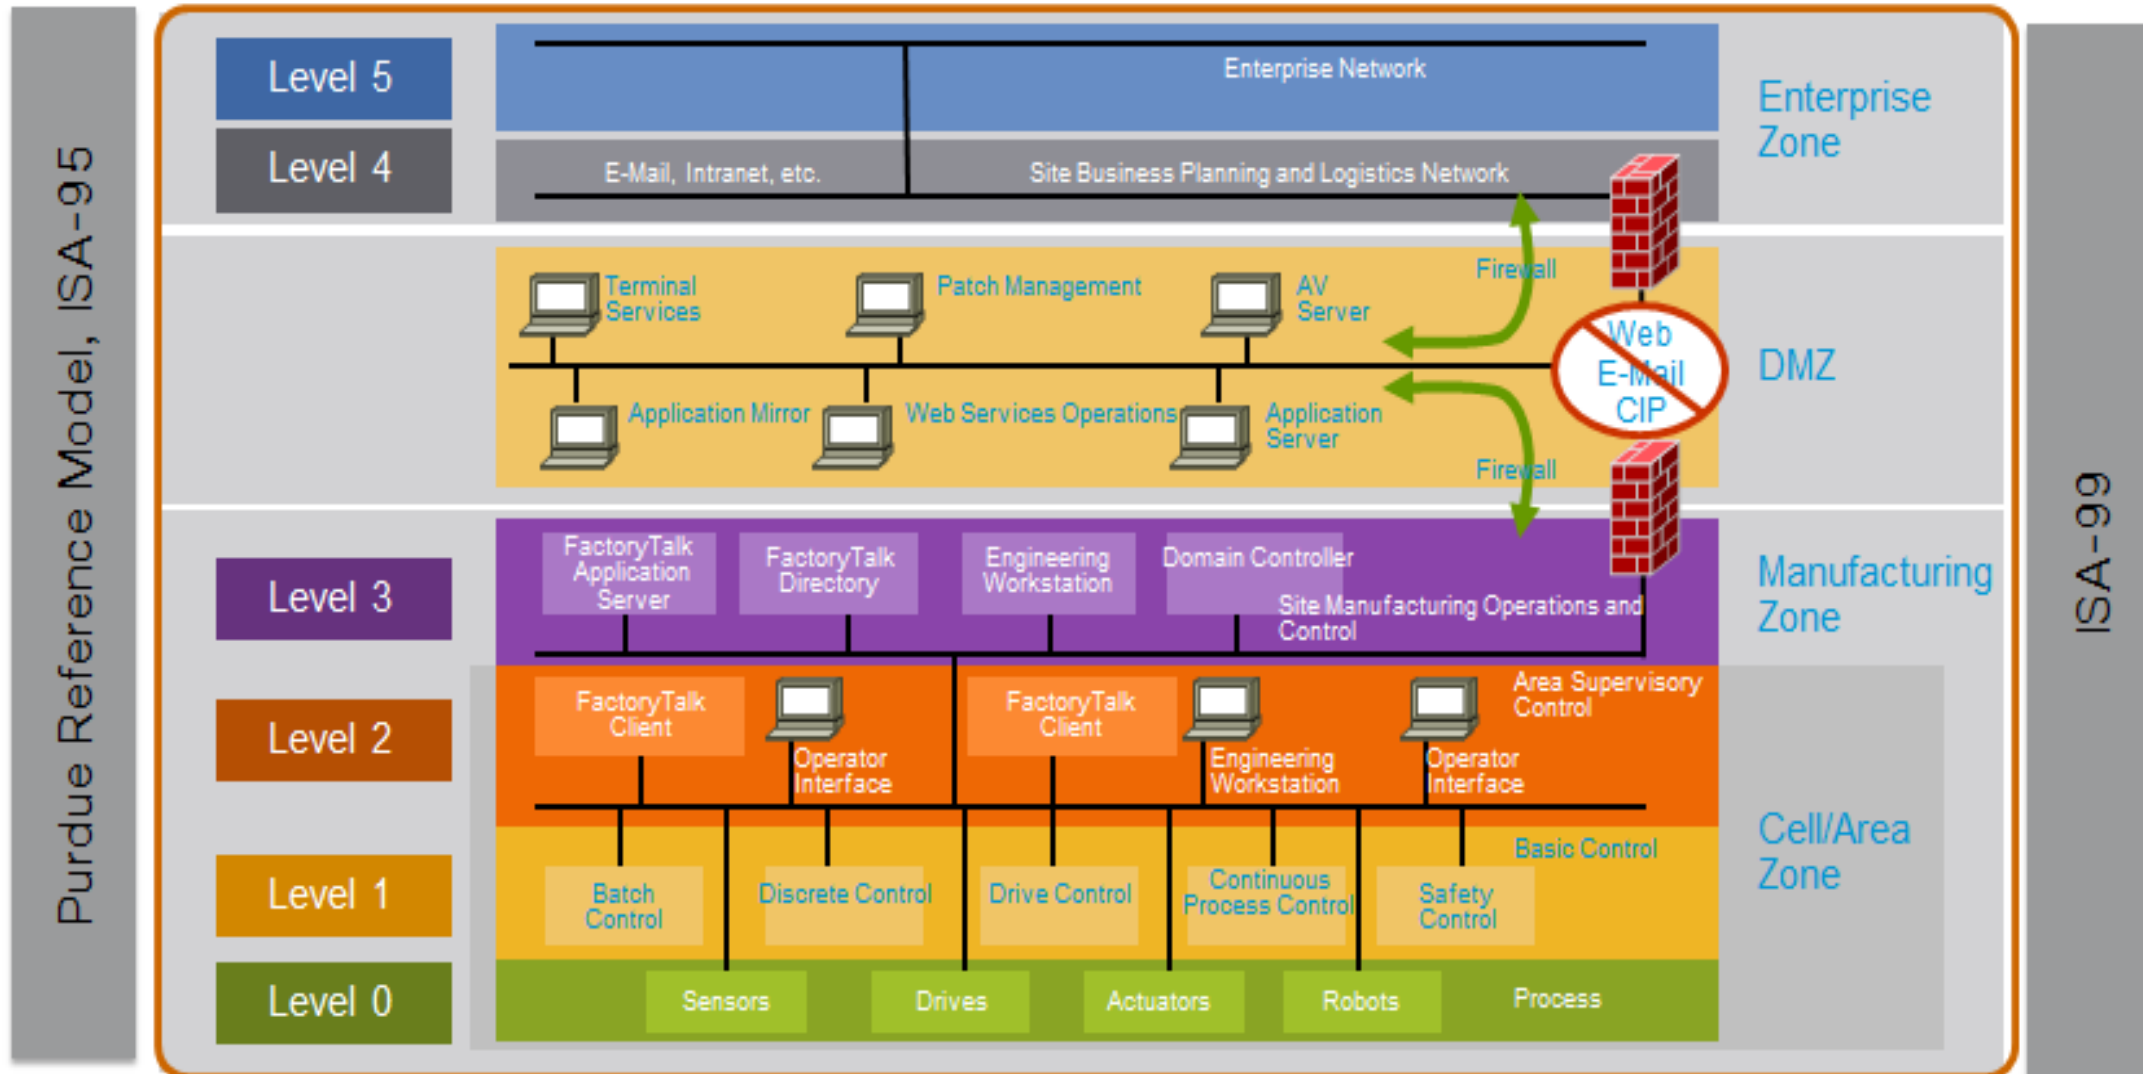 Purdue Reference Model, ISA-95
Level 5
Enterprise Network
Enterprise
Zone
Level 4
E-Mail, Intranet, etc.
Site Business Planning and Logistics Network
Terminal
Services
Patch Management
AV
Server
Firewall
Web
E-Mail
CIP
DMZ
Application Mirror
Web Services Operations
Application
Server
Firewall
Level 3
FactoryTalk
Application
Server
FactoryTalk
Directory
Engineering
Workstation
Domain Controller
Site Manufacturing Operations and
Control
Manufacturing
Zone
Level 2
FactoryTalk
Client
Operator
Interface
FactoryTalk
Client
Engineering
Workstation
Operator
Interface
Area Supervisory
Control
Cell/Area
Zone
Level 1
Basic Control
Batch
Control
Discrete Control
Drive Control
Continuous
Process Control
Safety
Control
Level 0
Sensors
Drives
Actuators
Robots
Process
ISA-99